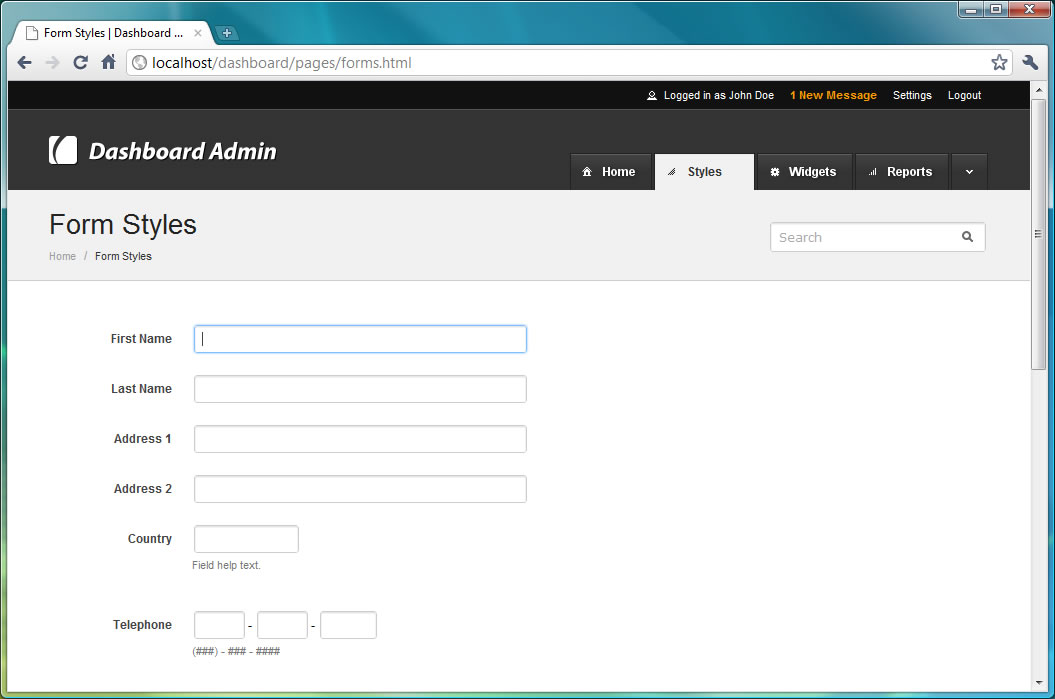 Form Styles | Dashboard ...
localhost/dashboard/pages/forms.html
Logged in as John Doe 1 New Message Settings Logout
Dashboard Admin
Home Styles Widgets Reports
Form Styles
Search
Home / Form Styles
First Name
Last Name
Address 1
Address 2
Country
Field help text.
Telephone - -
(###) - ### - ####